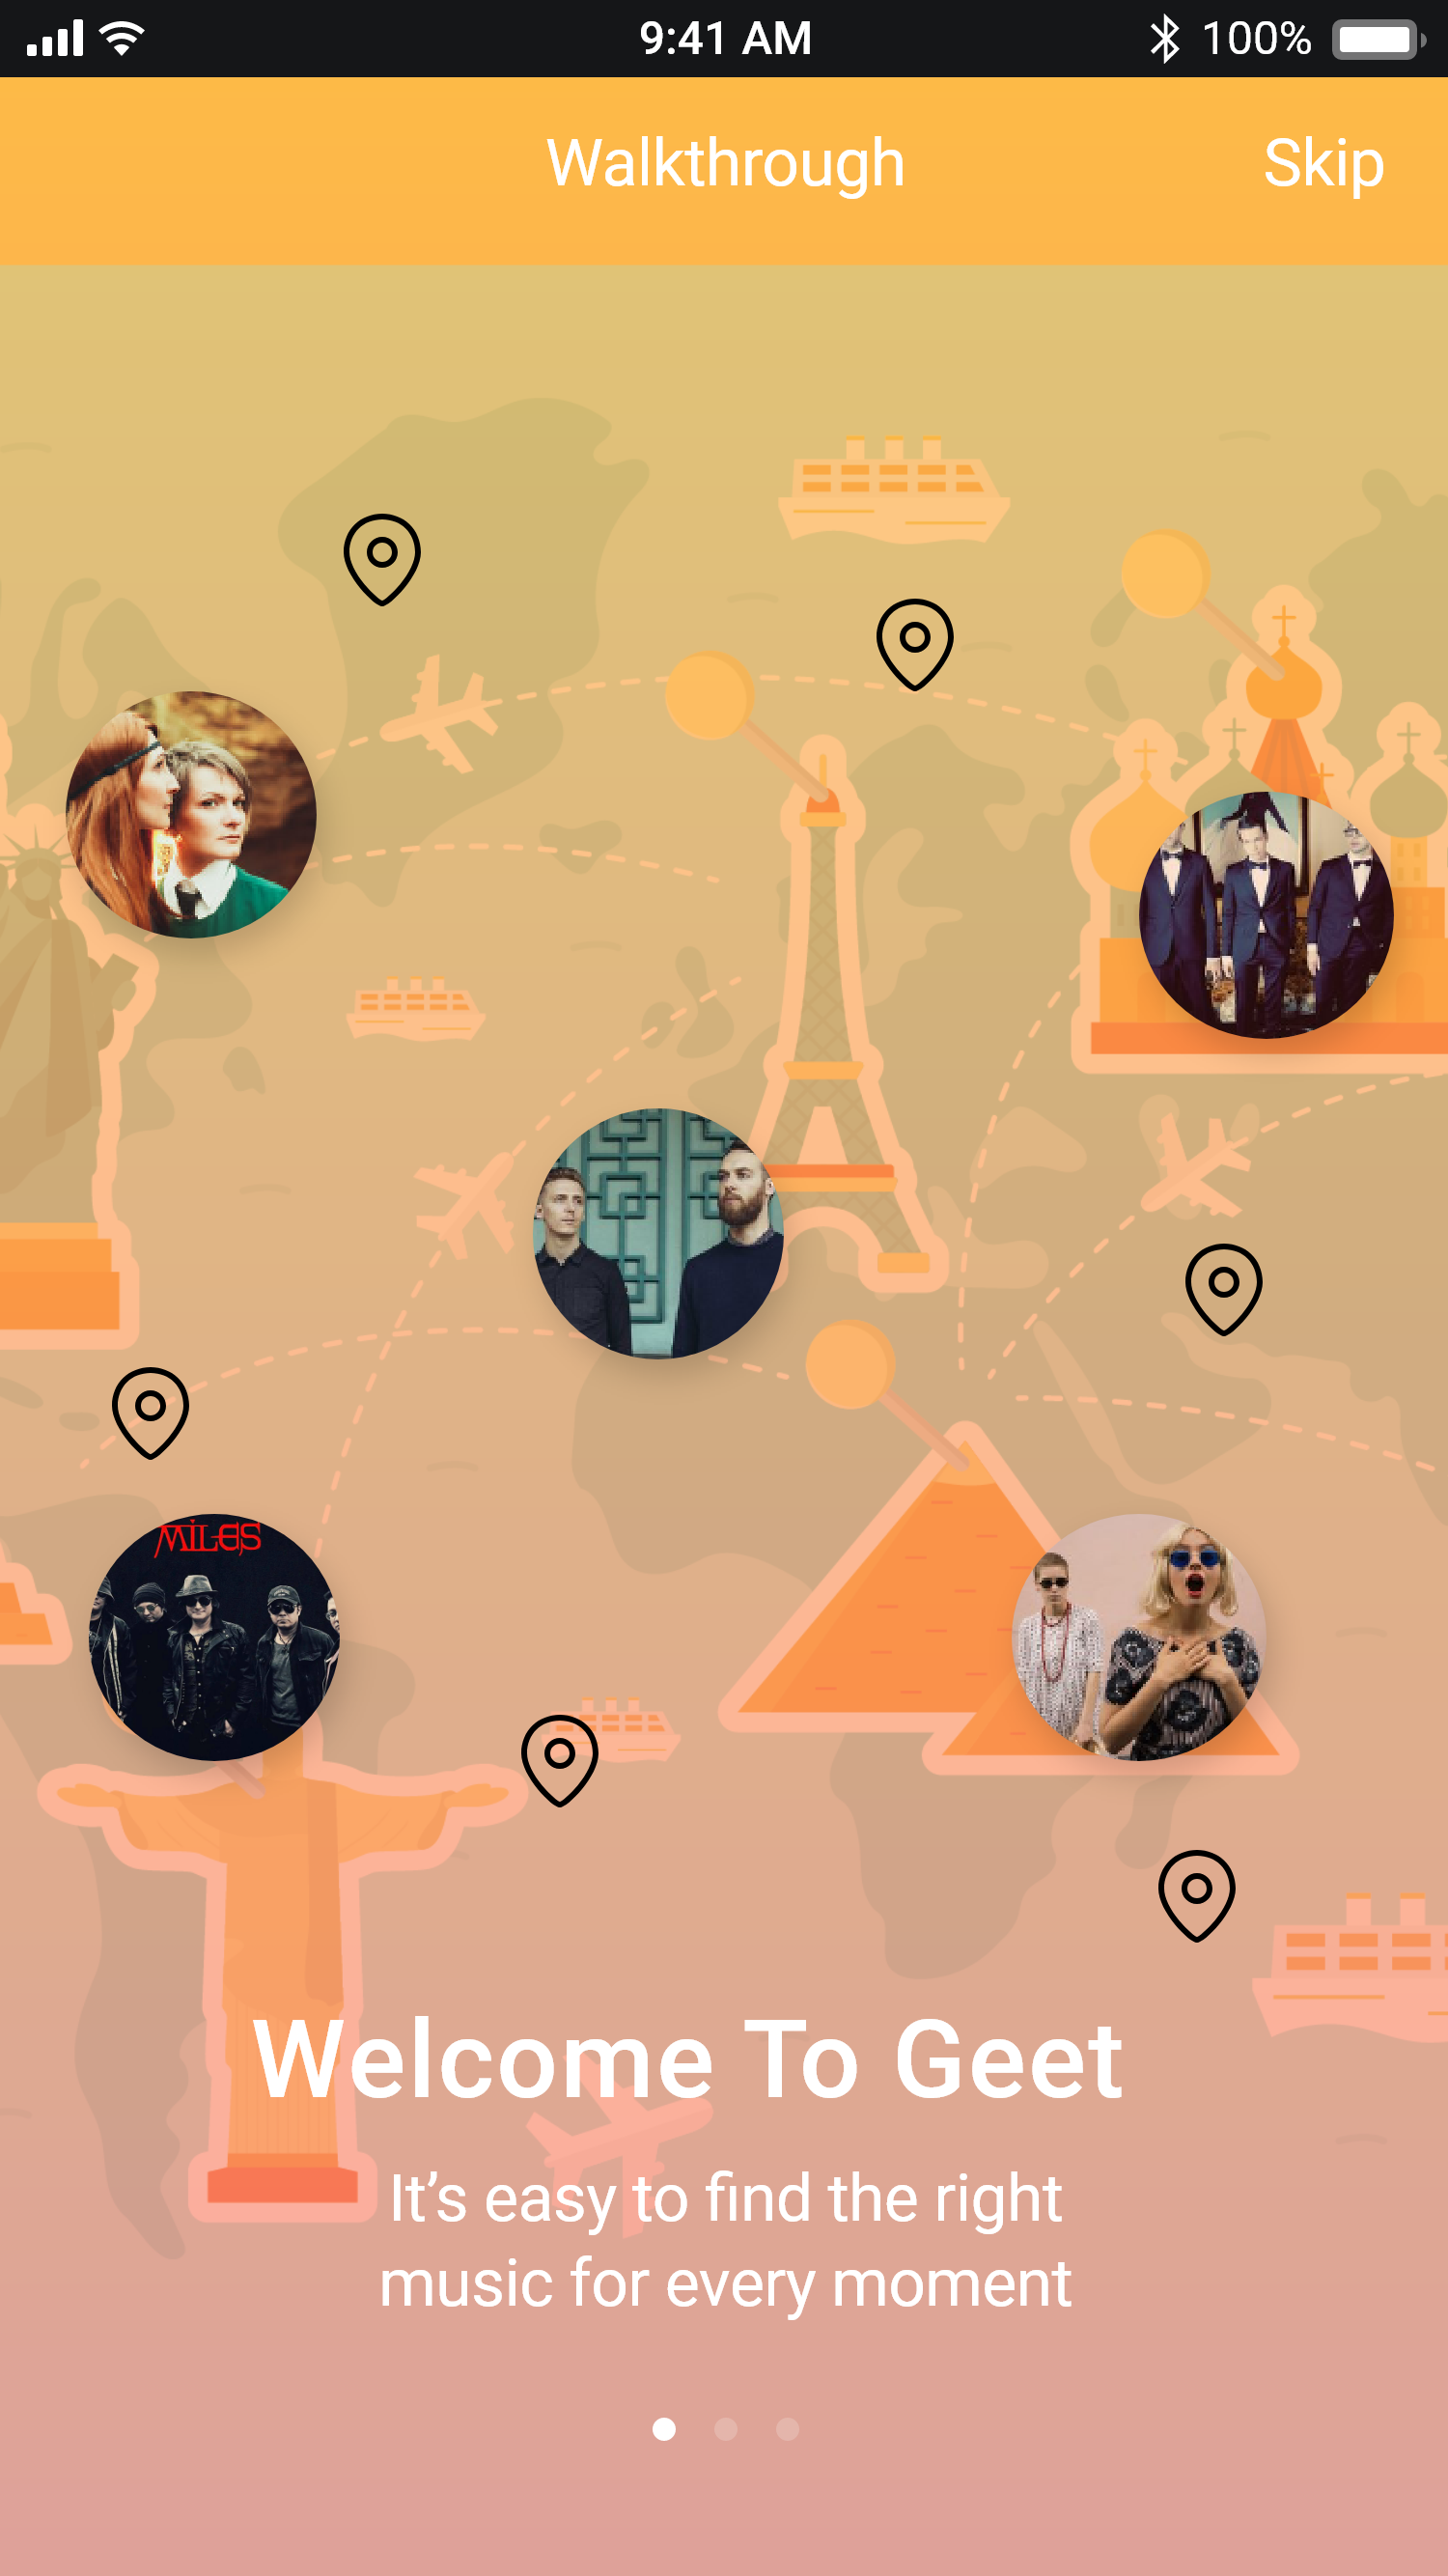 9:41 AM
100%
Walkthrough
Skip
MILES
Welcome To Geet
It’s easy to find the right
music for every moment